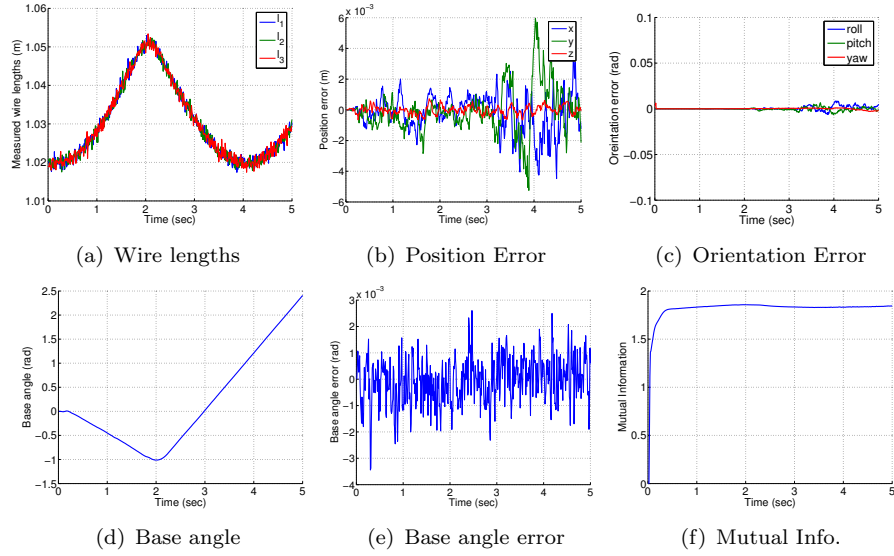 1.06
1.05
1.04
1.03
1.02
1.01
Measured wire lengths (m)
l1
l2
l3
0 1 2 3 4 5
Time (sec)
(a) Wire lengths
x 10⁻³
6
4
2
0
-2
-4
-6
Position error (m)
x
y
z
0 1 2 3 4 5
Time (sec)
(b) Position Error
0.1
0.05
0
-0.05
-0.1
Oreintation error (rad)
roll
pitch
yaw
0 1 2 3 4 5
Time (sec)
(c) Orientation Error
2.5
2
1.5
1
0.5
0
-0.5
-1
-1.5
Base angle (rad)
0 1 2 3 4 5
Time (sec)
(d) Base angle
x 10⁻³
3
2
1
0
-1
-2
-3
-4
Base angle error (rad)
0 1 2 3 4 5
Time (sec)
(e) Base angle error
2
1.5
1
0.5
0
Mutual Information
0 1 2 3 4 5
Time (sec)
(f) Mutual Info.